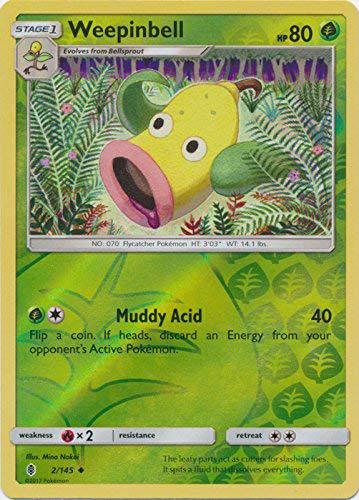 STAGE 1 Weepinbell HP 80
Evolves from Bellsprout
NO. 070 Flycatcher Pokémon HT: 3'03" WT: 14.1 lbs.
Muddy Acid 40
Flip a coin. If heads, discard an Energy from your
opponent's Active Pokémon.
weakness ×2 resistance retreat
Illus. Mina Nakai
2/145
©2017 Pokémon
The leafy parts act as cutters for slashing foes.
It spits a fluid that dissolves everything.